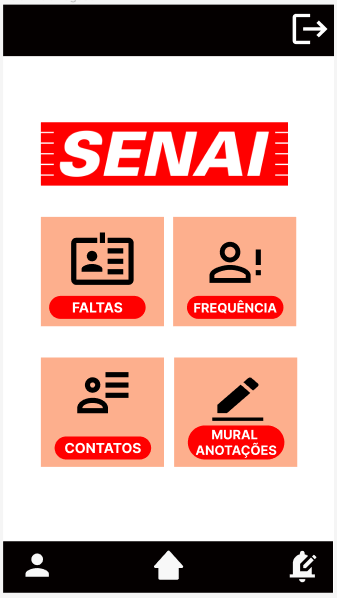 SENAI
FALTAS
FREQUÊNCIA
CONTATOS
MURAL
ANOTAÇÕES